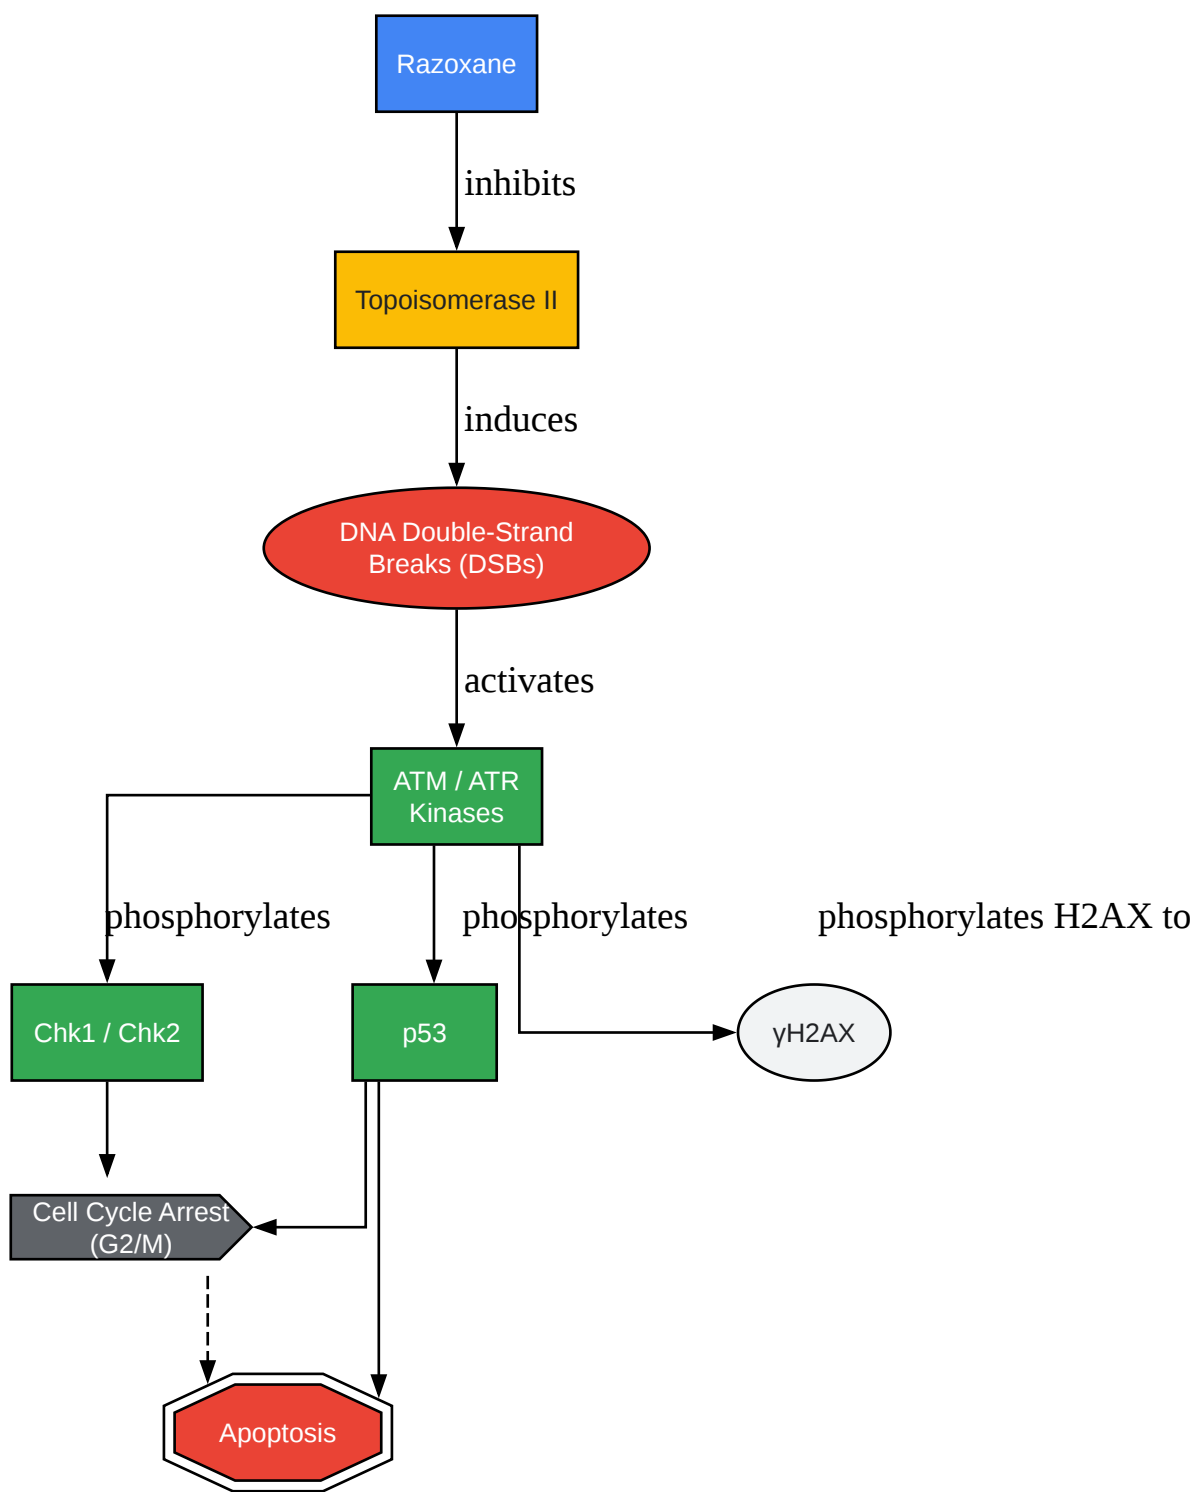 Razoxane
inhibits
Topoisomerase II
induces
DNA Double-Strand
Breaks (DSBs)
activates
ATM / ATR
Kinases
phosphorylates
phosphorylates
phosphorylates H2AX to
Chk1 / Chk2
p53
γH2AX
Cell Cycle Arrest
(G2/M)
Apoptosis